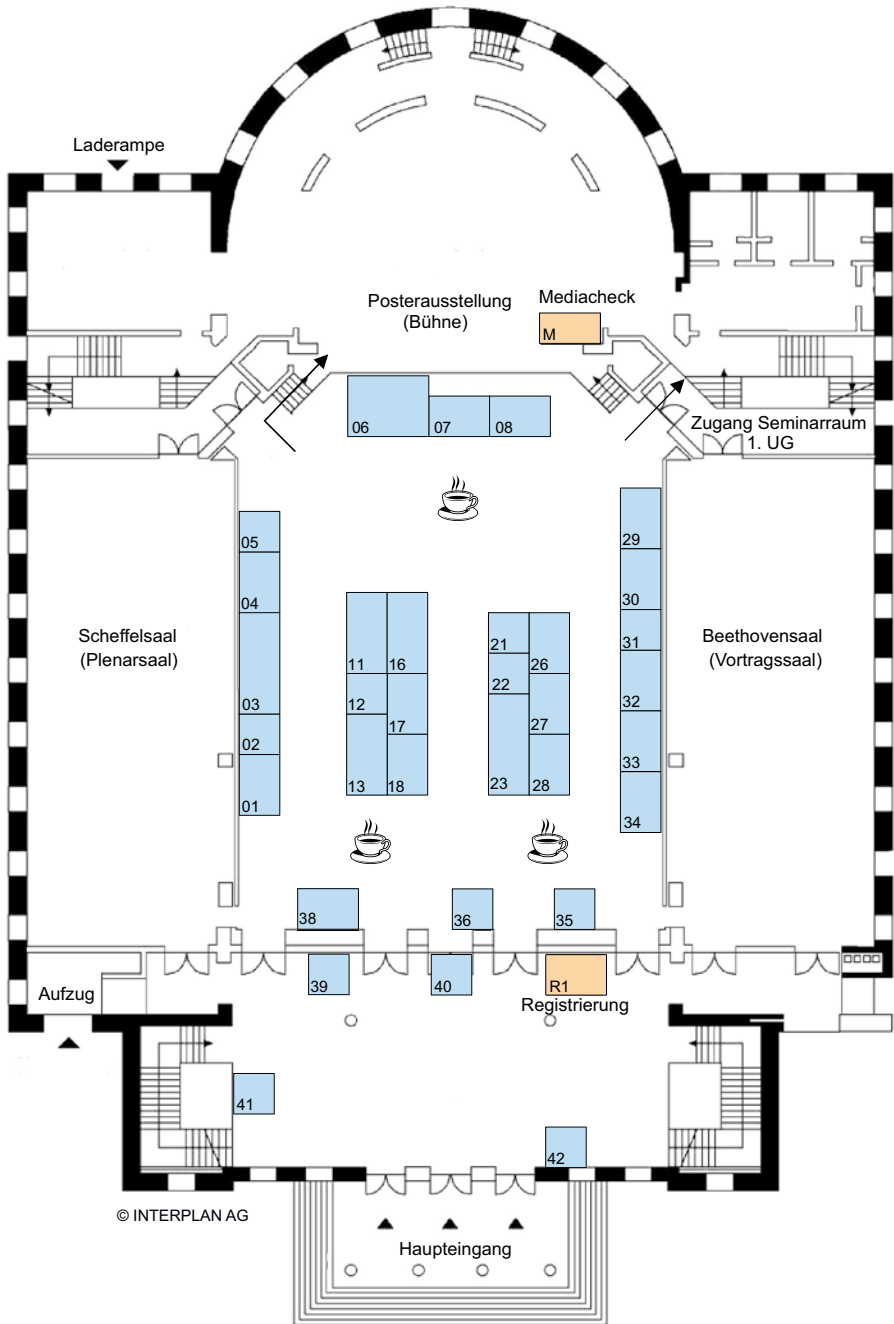 Laderampe
Posterausstellung
(Bühne)
Mediacheck
M
06
07
08
Zugang Seminarraum
1. UG
05
04
03
02
01
Scheffelsaal
(Plenarsaal)
11
16
12
17
13
18
21
26
22
27
23
28
29
30
31
32
33
34
Beethovensaal
(Vortragssaal)
38
36
35
39
40
R1
Registrierung
Aufzug
41
42
© INTERPLAN AG
Haupteingang